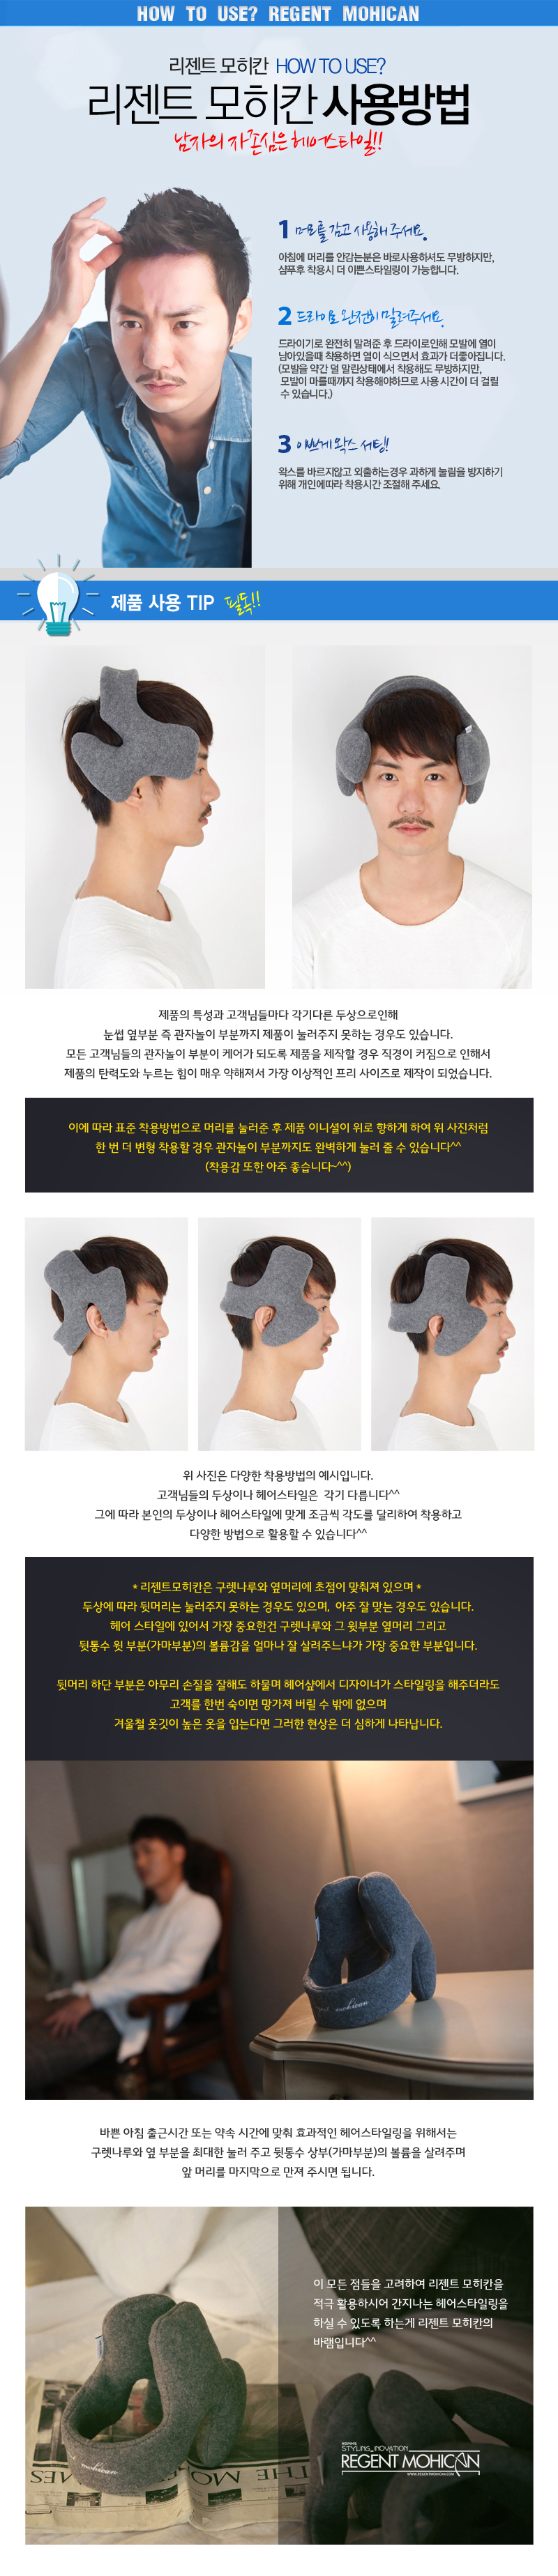 HOW TO USE? REGENT MOHICAN
리젠트 모히칸 HOW TO USE?
리젠트 모히칸 사용방법
남자의 자존심은 헤어스타일!!
1 머리를 감고 사용해 주세요.
아침에 머리를 안감는분은 바로사용하셔도 무방하지만,
샴푸후 착용시 더 이쁜스타일링이 가능합니다.
2 드라이로 완전히 말려주세요.
드라이기로 완전히 말려준 후 드라이로인해 모발에 열이
남아있을때 착용하면 열이 식으면서 효과가 더좋아집니다.
(모발을 약간 덜 말린상태에서 착용해도 무방하지만,
모발이 마를때까지 착용해야하므로 사용 시간이 더 걸릴
수 있습니다.)
3 이쁘게 왁스 세팅!
왁스를 바르지않고 외출하는경우 과하게 눌림을 방지하기
위해 개인에따라 착용시간 조절해 주세요.
제품 사용 TIP 필독!!
제품의 특성과 고객님들마다 각기다른 두상으로인해
눈썹 옆부분 즉 관자놀이 부분까지 제품이 눌러주지 못하는 경우도 있습니다.
모든 고객님들의 관자놀이 부분이 케어가 되도록 제품을 제작할 경우 직경이 커짐으로 인해서
제품의 탄력도와 누르는 힘이 매우 약해져서 가장 이상적인 프리 사이즈로 제작이 되었습니다.
이에 따라 표준 착용방법으로 머리를 눌러준 후 제품 이니셜이 위로 향하게 하여 위 사진처럼
한 번 더 변형 착용할 경우 관자놀이 부분까지도 완벽하게 눌러 줄 수 있습니다^^
(착용감 또한 아주 좋습니다~^^)
위 사진은 다양한 착용방법의 예시입니다.
고객님들의 두상이나 헤어스타일은 각기 다릅니다^^
그에 따라 본인의 두상이나 헤어스타일에 맞게 조금씩 각도를 달리하여 착용하고
다양한 방법으로 활용할 수 있습니다^^
* 리젠트모히칸은 구렛나루와 옆머리에 초점이 맞춰져 있으며 *
두상에 따라 뒷머리는 눌러주지 못하는 경우도 있으며, 아주 잘 맞는 경우도 있습니다.
헤어 스타일에 있어서 가장 중요한건 구렛나루와 그 윗부분 옆머리 그리고
뒷통수 윗 부분(가마부분)의 볼륨감을 얼마나 잘 살려주느냐가 가장 중요한 부분입니다.
뒷머리 하단 부분은 아무리 손질을 잘해도 하물며 헤어샾에서 디자이너가 스타일링을 해주더라도
고객를 한번 숙이면 망가져 버릴 수 밖에 없으며
겨울철 옷깃이 높은 옷을 입는다면 그러한 현상은 더 심하게 나타납니다.
mohican
바쁜 아침 출근시간 또는 약속 시간에 맞춰 효과적인 헤어스타일링을 위해서는
구렛나루와 옆 부분을 최대한 눌러 주고 뒷통수 상부(가마부분)의 볼륨을 살려주며
앞 머리를 마지막으로 만져 주시면 됩니다.
이 모든 점들을 고려하여 리젠트 모히칸을
적극 활용하시어 간지나는 헤어스타일링을
하실 수 있도록 하는게 리젠트 모히칸의
바램입니다^^
mohican
STYLING_INOVATION
REGENT MOHICAN
WWW.REGENTMOHICAN.COM